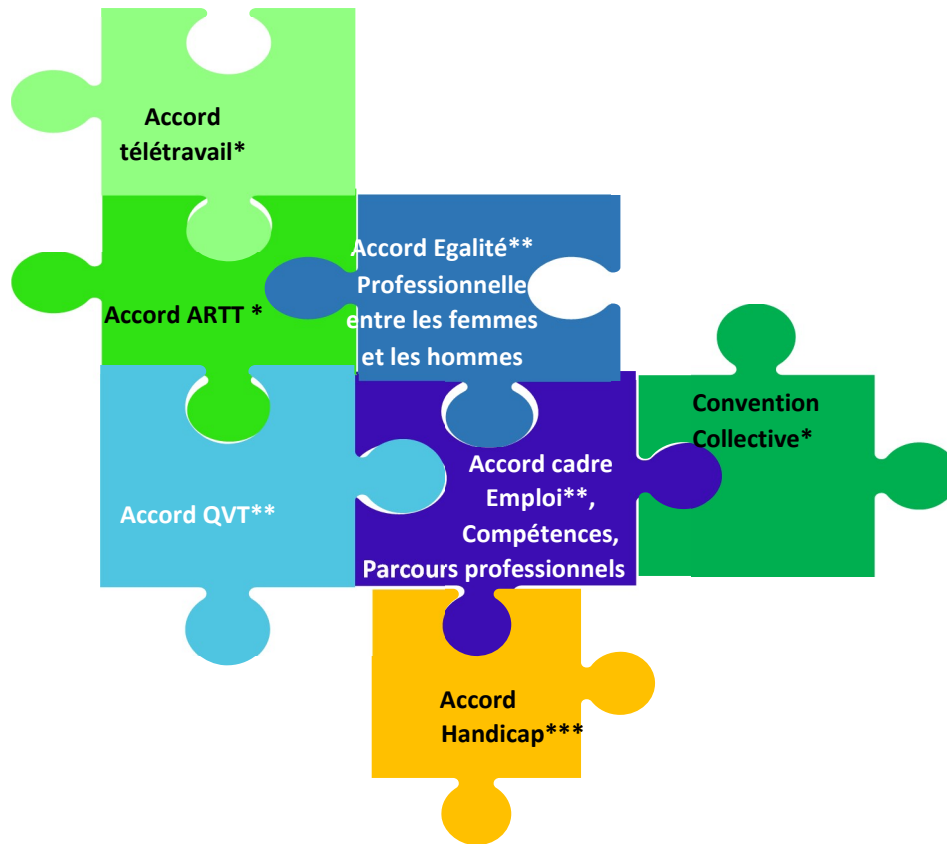 Accord
télétravail*
Accord ARTT *
Accord Egalité**
Professionnelle
entre les femmes
et les hommes
Accord QVT**
Accord cadre
Emploi**,
Compétences,
Parcours professionnels
Convention
Collective*
Accord
Handicap***